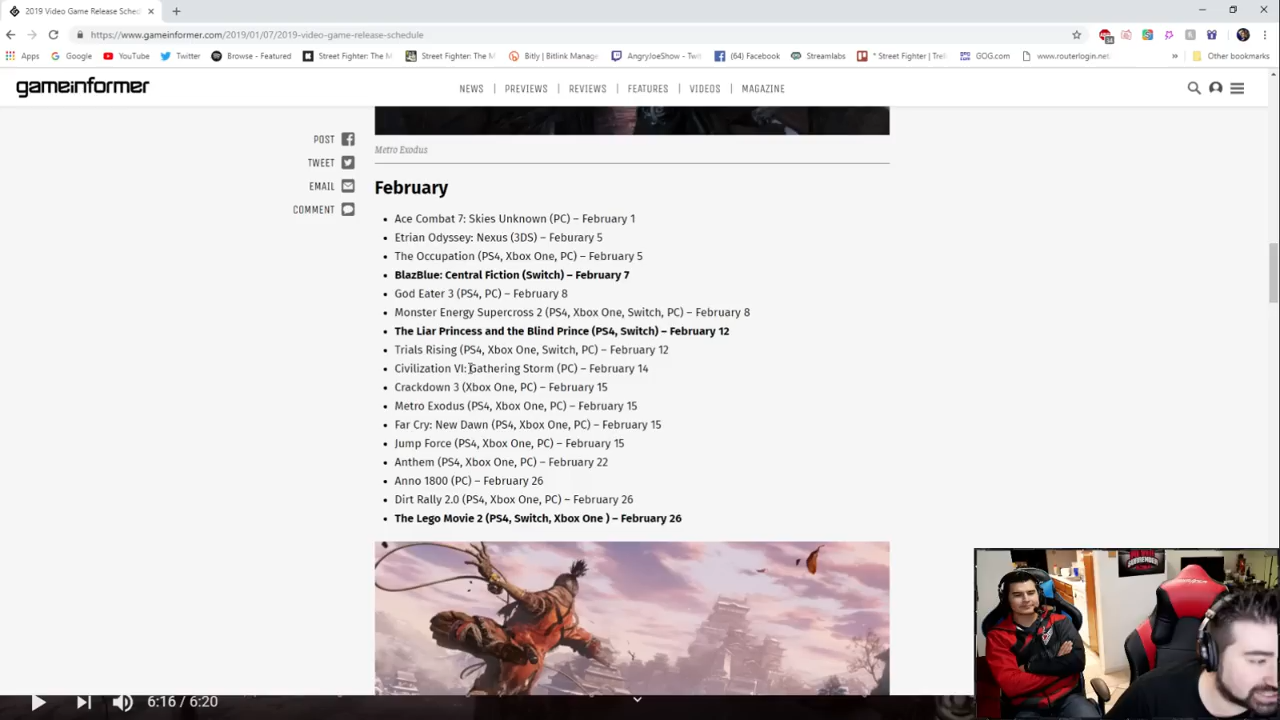 2019 Video Game Release Sched
https://www.gameinformer.com/2019/01/07/2019-video-game-release-schedule
Apps Google YouTube Twitter Browse - Featured Street Fighter: The M Street Fighter: The M Bitly | Bitlink Manage AngryJoeShow - Twi (64) Facebook Streamlabs * Street Fighter | Trel GOG.com www.routerlogin.net » Other bookmarks
gameinformer NEWS | PREVIEWS | REVIEWS | FEATURES | VIDEOS | MAGAZINE
POST
TWEET
EMAIL
COMMENT
Metro Exodus
February
• Ace Combat 7: Skies Unknown (PC) – February 1
• Etrian Odyssey: Nexus (3DS) – Feburary 5
• The Occupation (PS4, Xbox One, PC) – February 5
• BlazBlue: Central Fiction (Switch) – February 7
• God Eater 3 (PS4, PC) – February 8
• Monster Energy Supercross 2 (PS4, Xbox One, Switch, PC) – February 8
• The Liar Princess and the Blind Prince (PS4, Switch) – February 12
• Trials Rising (PS4, Xbox One, Switch, PC) – February 12
• Civilization VI: Gathering Storm (PC) – February 14
• Crackdown 3 (Xbox One, PC) – February 15
• Metro Exodus (PS4, Xbox One, PC) – February 15
• Far Cry: New Dawn (PS4, Xbox One, PC) – February 15
• Jump Force (PS4, Xbox One, PC) – February 15
• Anthem (PS4, Xbox One, PC) – February 22
• Anno 1800 (PC) – February 26
• Dirt Rally 2.0 (PS4, Xbox One, PC) – February 26
• The Lego Movie 2 (PS4, Switch, Xbox One ) – February 26
6:16 / 6:20